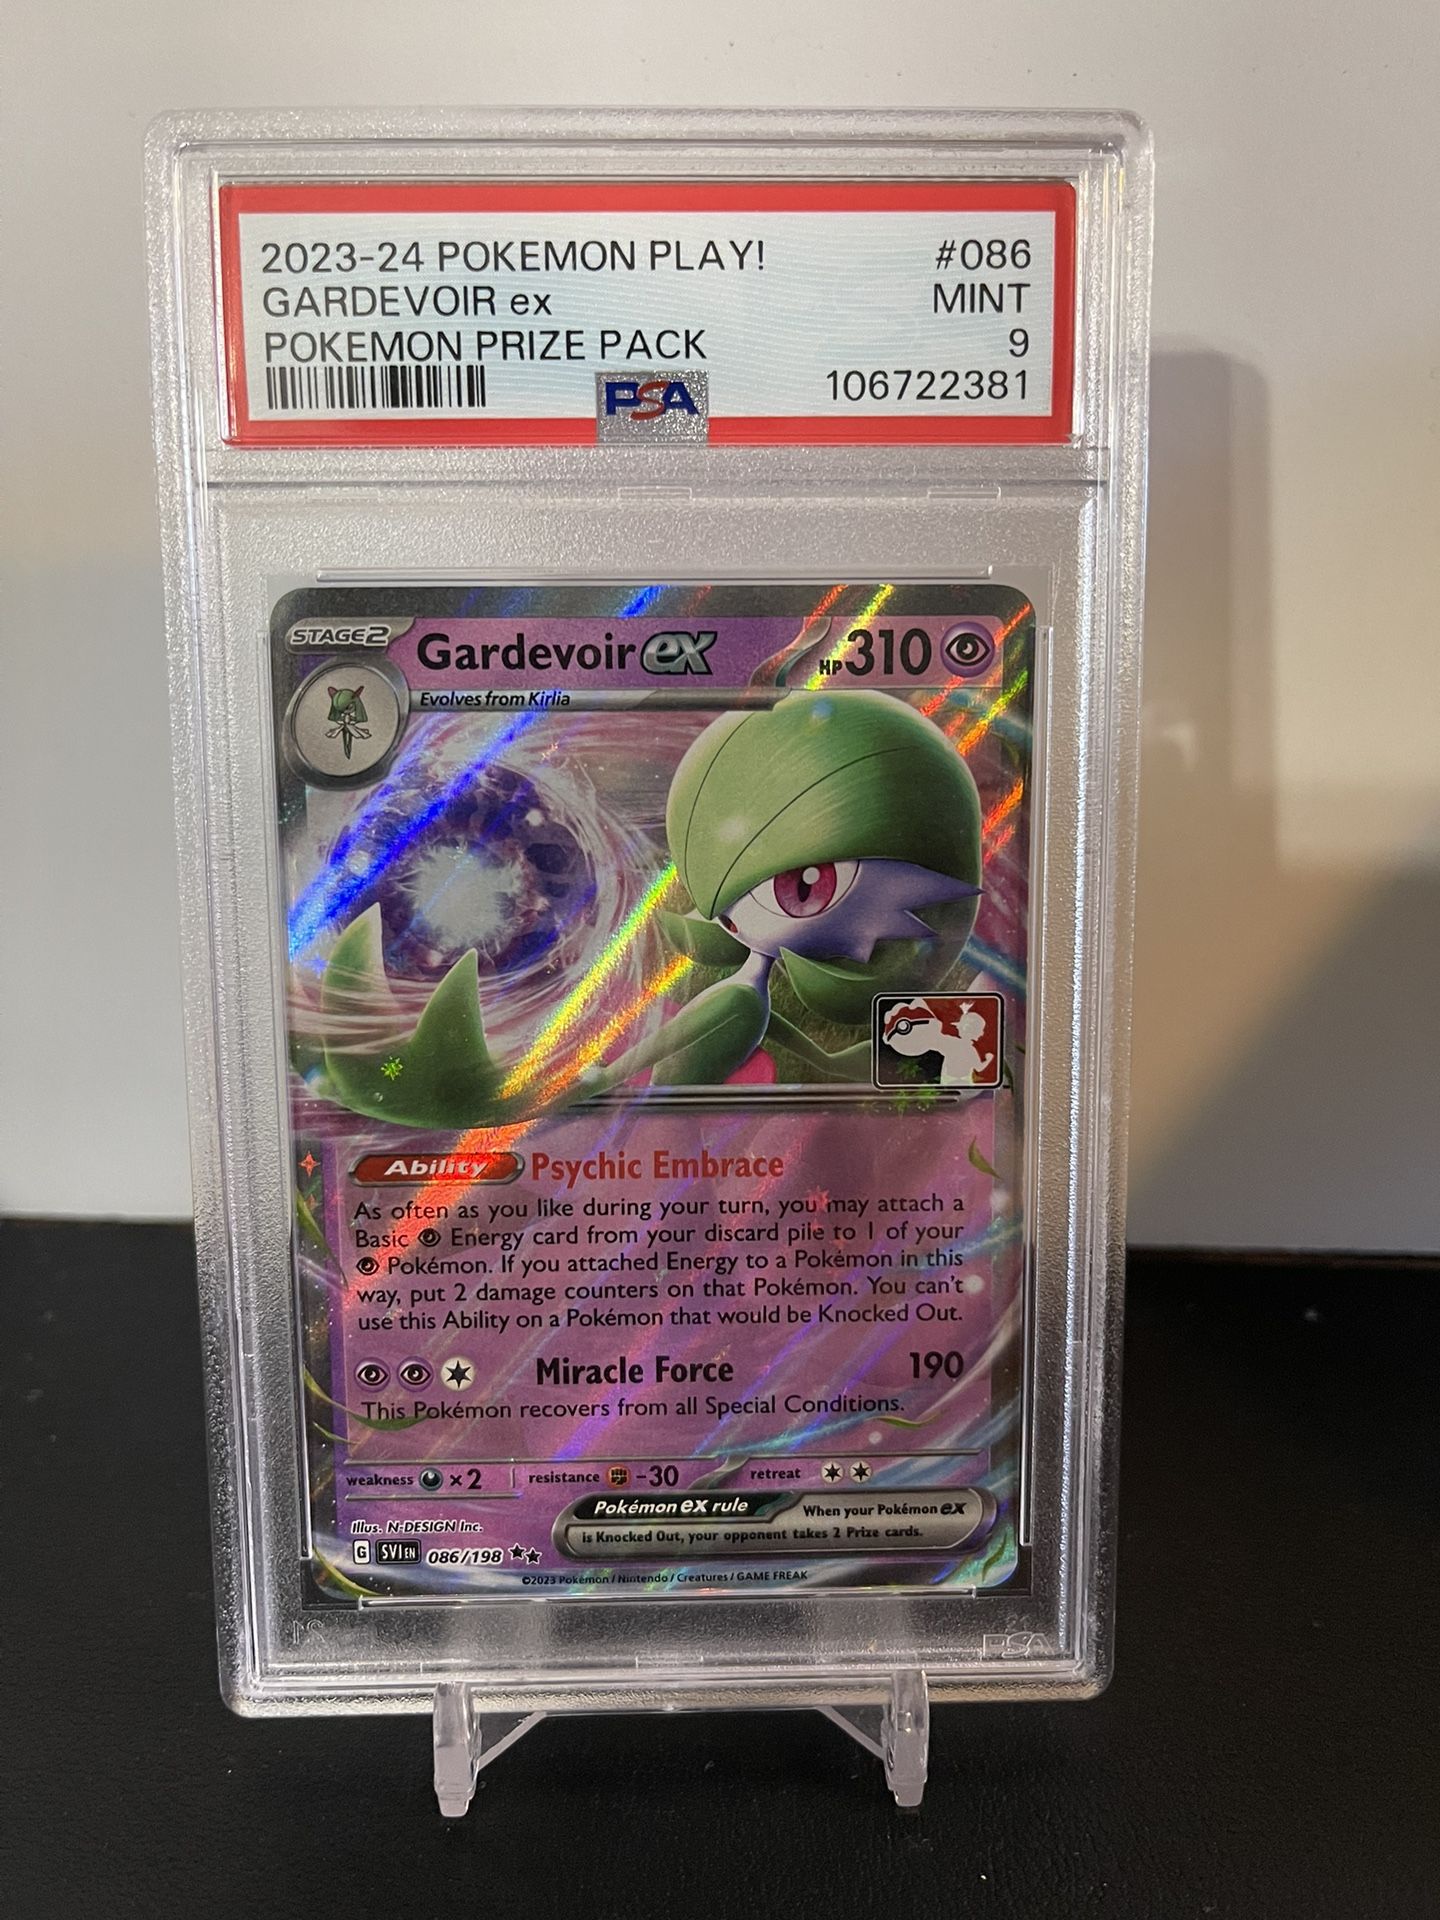 2023-24 POKEMON PLAY! #086
GARDEVOIR ex MINT
POKEMON PRIZE PACK 9
PSA 106722381
STAGE2 Gardevoir ex HP310
Evolves from Kirlia
Ability Psychic Embrace
As often as you like during your turn, you may attach a
Basic Energy card from your discard pile to 1 of your
Pokémon. If you attached Energy to a Pokémon in this
way, put 2 damage counters on that Pokémon. You can't
use this Ability on a Pokémon that would be Knocked Out.
Miracle Force 190
This Pokémon recovers from all Special Conditions.
weakness ×2 resistance -30 retreat
Pokémon ex rule When your Pokémon ex
is Knocked Out, your opponent takes 2 Prize cards.
Illus. N-DESIGN Inc.
G SVI EN 086/198
©2023 Pokémon / Nintendo / Creatures / GAME FREAK
PSA